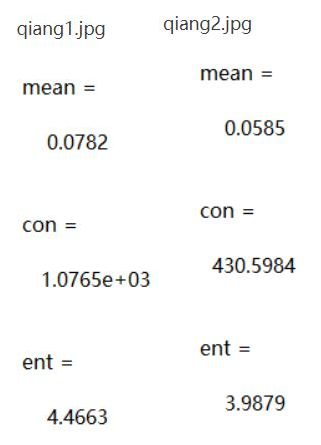 qiang1.jpg
mean =
0.0782
con =
1.0765e+03
ent =
4.4663
qiang2.jpg
mean =
0.0585
con =
430.5984
ent =
3.9879